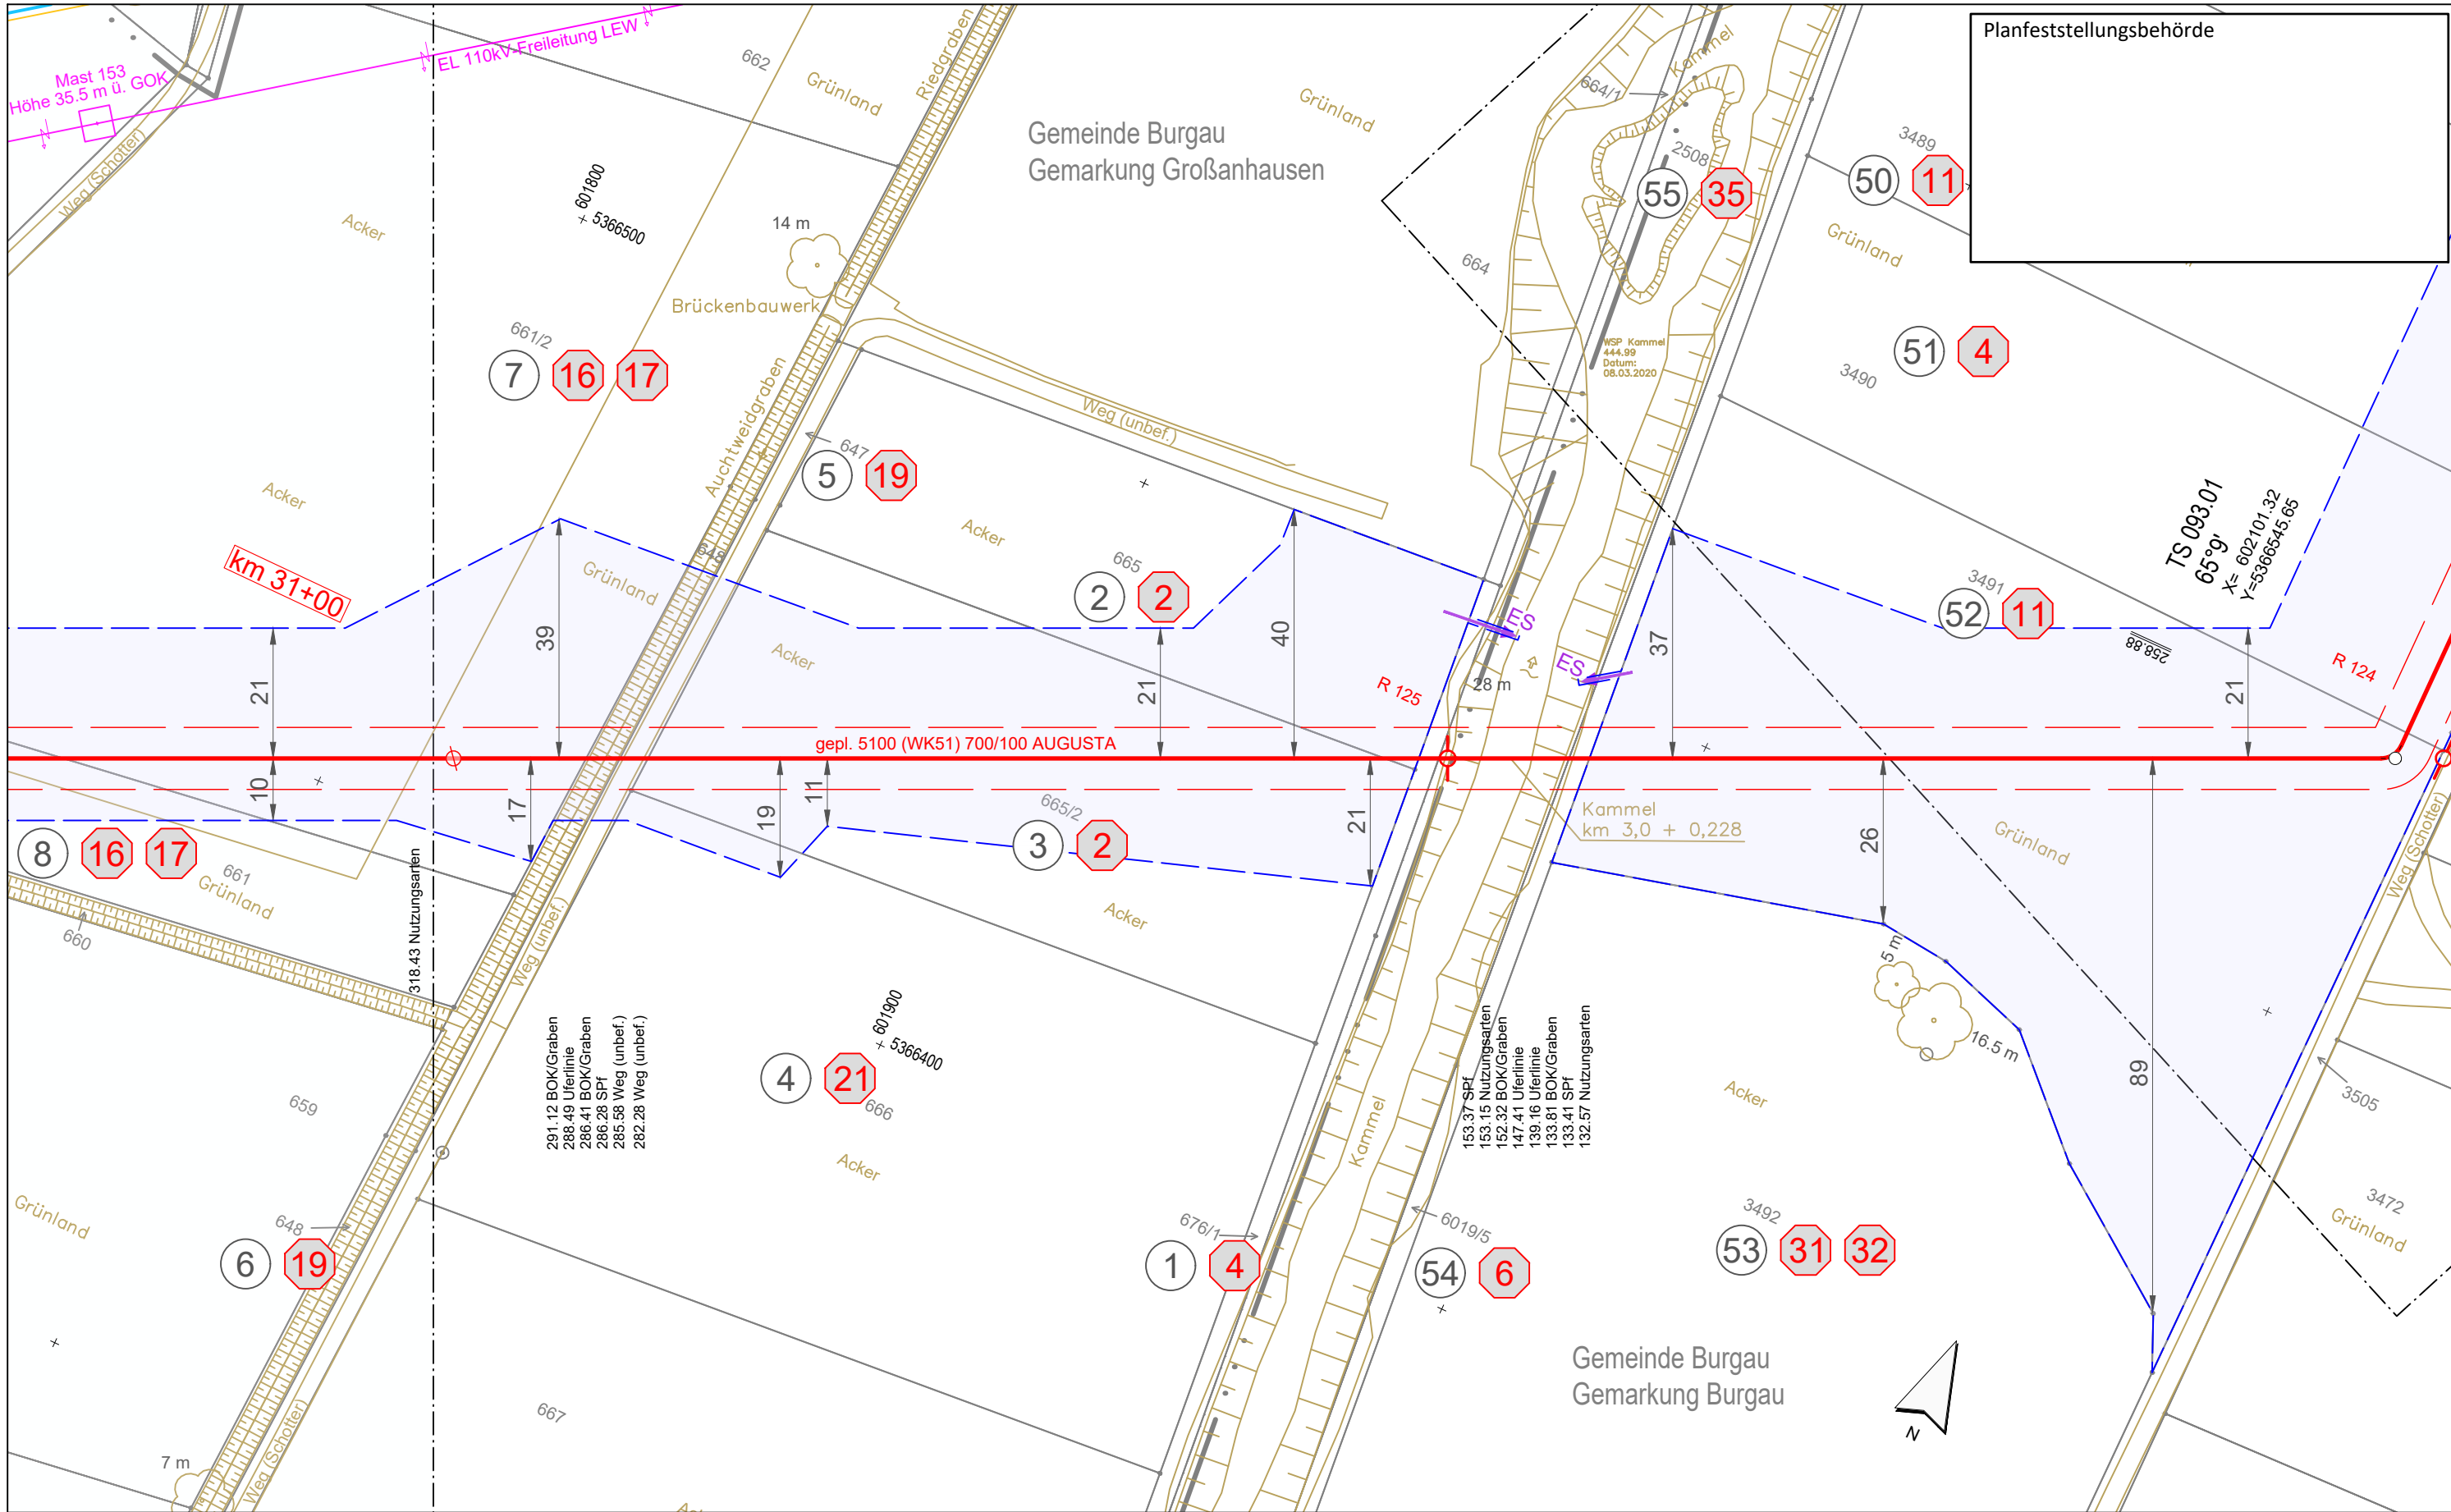 Planfeststellungsbehörde
EL 110kV-Freileitung LEW
Mast 153
Höhe 35.5 m ü. GOK
Weg (Schotter)
662
Grünland
Riedgraben
Gemeinde Burgau
Gemarkung Großanhausen
Grünland
Kammel
664/1
2508
55
35
3489
50
11
Grünland
601800
+ 5366500
Acker
14 m
Brückenbauwerk
664
661/2
7
16
17
WSP Kammel
444.99
Datum:
08.03.2020
51
4
3490
Auchtweidgraben
Weg (unbef.)
647
5
19
Acker
Acker
km 31+00
648
Grünland
665
2
2
TS 093.01
65°9'
X= 602101.32
Y=5366545.65
3491
52
11
258.88
39
40
37
21
21
21
ES
ES
Acker
28 m
R 125
R 124
gepl. 5100 (WK51) 700/100 AUGUSTA
10
17
19
11
21
26
665/2
3
2
Kammel
km 3,0 + 0,228
Grünland
Weg (Schotter)
8
16
17
661
Grünland
660
318.43 Nutzungsarten
Weg (unbef.)
Acker
5 m
16.5 m
601900
+ 5366400
4
21
666
Acker
291.12 BOK/Graben
288.49 Uferlinie
286.41 BOK/Graben
286.28 SPf
285.58 Weg (unbef.)
282.28 Weg (unbef.)
153.37 SPf
153.15 Nutzungsarten
152.32 BOK/Graben
147.41 Uferlinie
139.16 Uferlinie
133.81 BOK/Graben
133.41 SPf
132.57 Nutzungsarten
Acker
89
3505
659
Kammel
Grünland
648
6
19
676/1
1
4
6019/5
54
6
3492
53
31
32
3472
Grünland
Gemeinde Burgau
Gemarkung Burgau
N
667
7 m
Weg (Schotter)